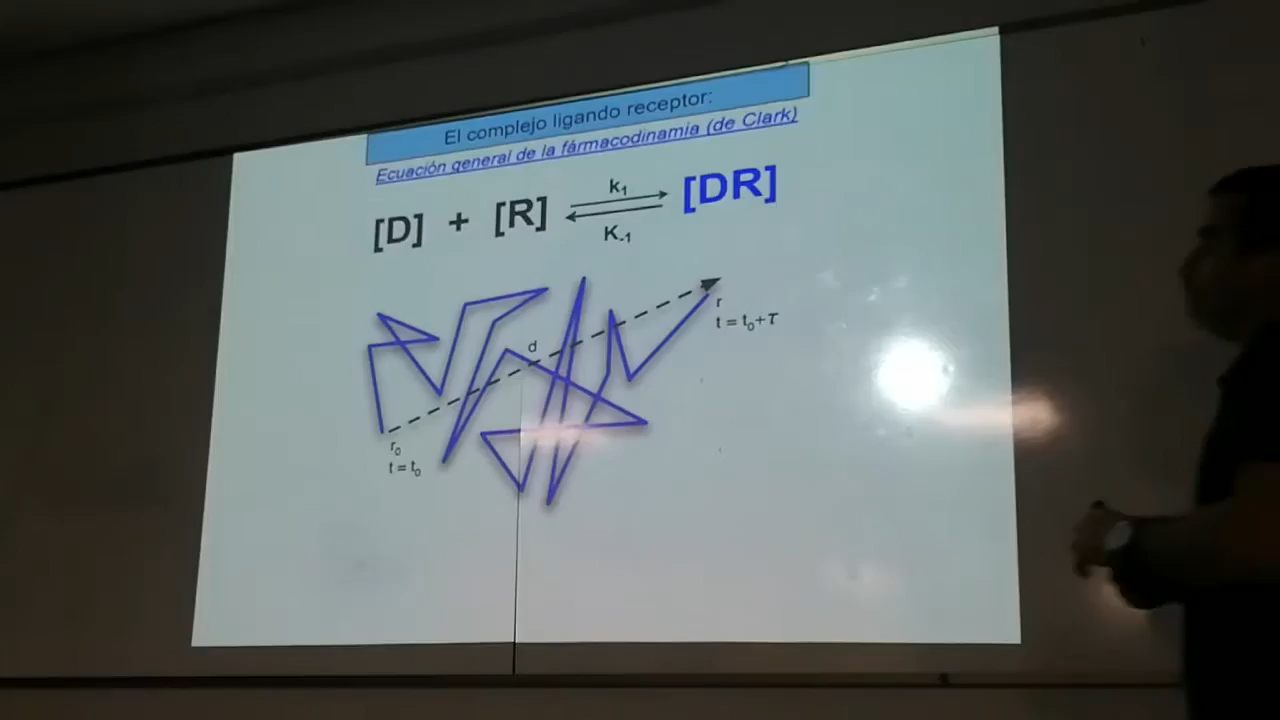 El complejo ligando receptor:
Ecuación general de la fármacodinamia (de Clark)
[D] + [R] k1 K-1 [DR]
d
r
t = t0+τ
r0
t = t0